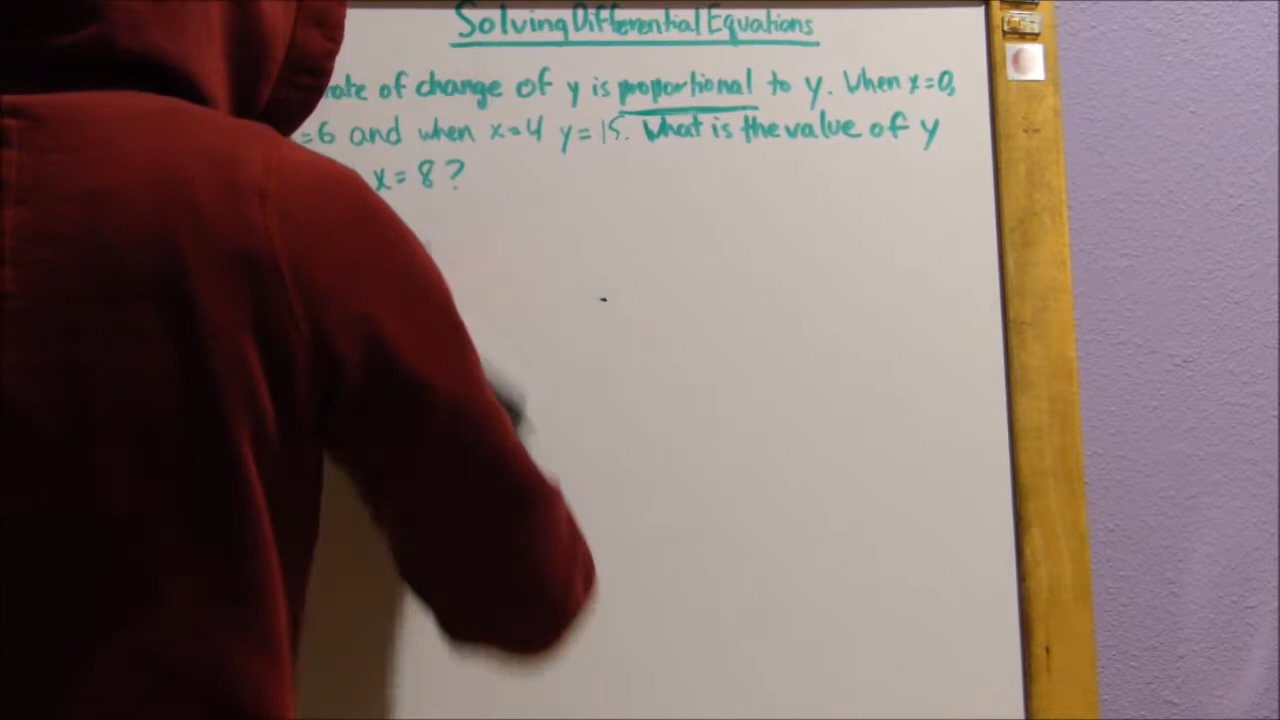 Solving Differential Equations
rate of change of y is proportional to y. When x=0,
=6 and when x=4 y=15. What is the value of y
x=8?